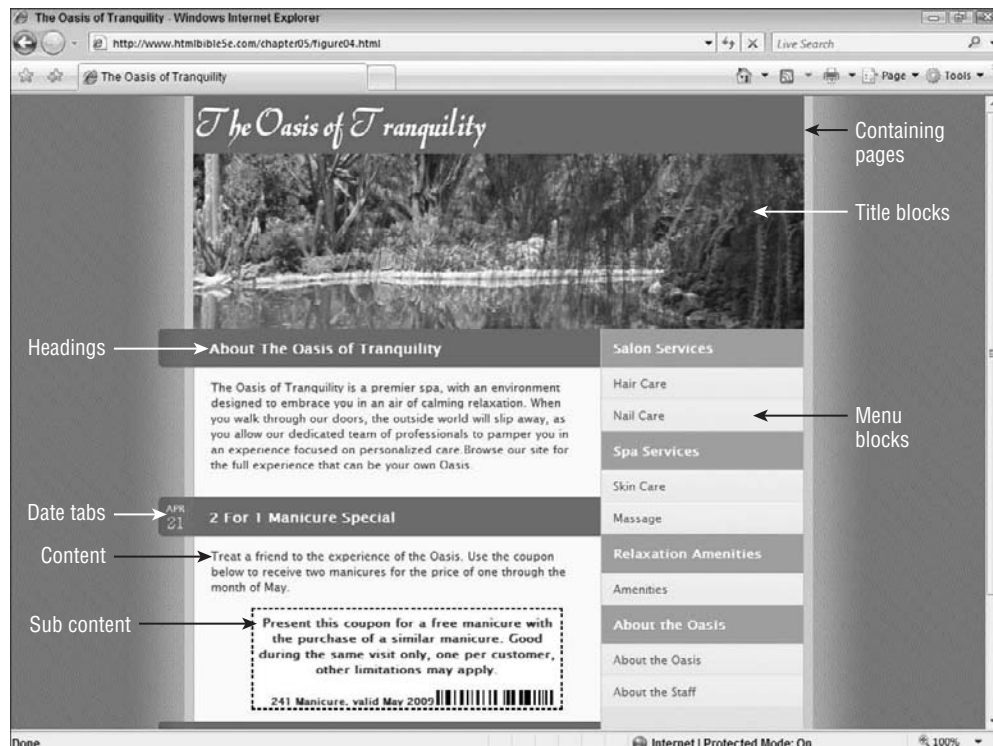 The Oasis of Tranquility - Windows Internet Explorer
http://www.htmlbible5e.com/chapter05/figure04.html
Live Search
The Oasis of Tranquility
Page
Tools
The Oasis of Tranquility
Containing
pages
Title blocks
Headings
About The Oasis of Tranquility
Salon Services
The Oasis of Tranquility is a premier spa, with an environment
designed to embrace you in an air of calming relaxation. When
you walk through our doors, the outside world will slip away, as
you allow our dedicated team of professionals to pamper you in
an experience focused on personalized care.Browse our site for
the full experience that can be your own Oasis.
Hair Care
Nail Care
Menu
blocks
Spa Services
Skin Care
Date tabs
APR
21
2 For 1 Manicure Special
Massage
Content
Treat a friend to the experience of the Oasis. Use the coupon
below to receive two manicures for the price of one through the
month of May.
Relaxation Amenities
Amenities
Sub content
Present this coupon for a free manicure with
the purchase of a similar manicure. Good
during the same visit only, one per customer,
other limitations may apply.
241 Manicure, valid May 2009
About the Oasis
About the Oasis
About the Staff
Done
Internet | Protected Mode: On
100%